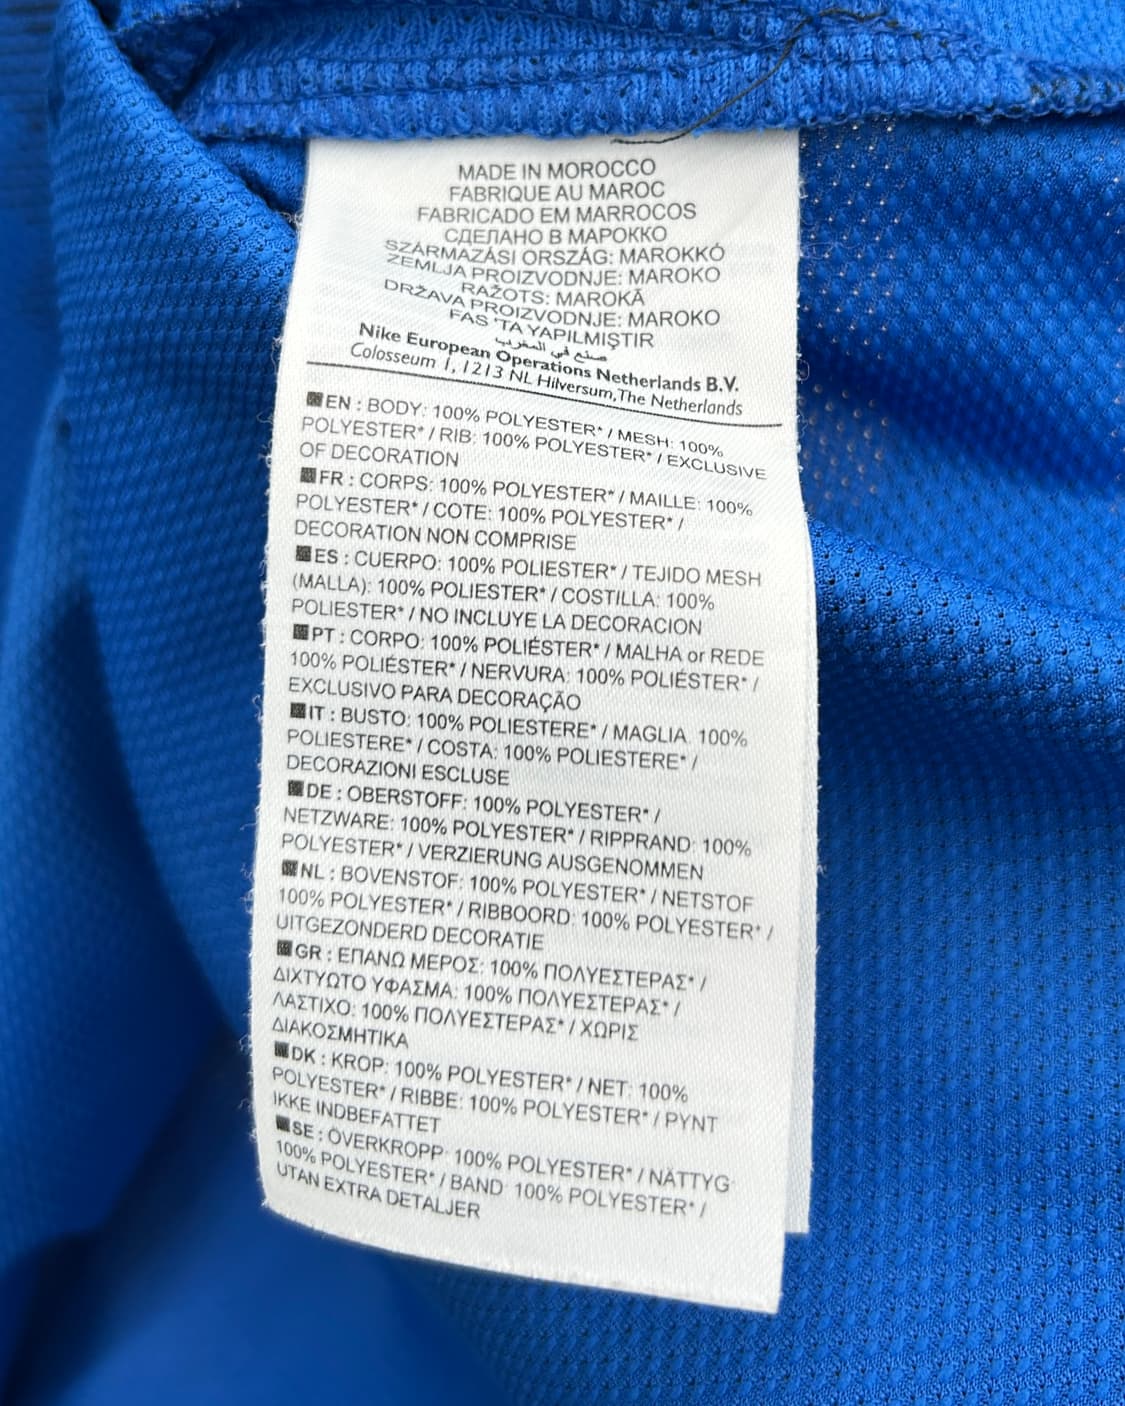 MADE IN MOROCCO
FABRIQUE AU MAROC
FABRICADO EM MARROCOS
СДЕЛАНО В МАРОККО
SZÁRMAZÁSI ORSZÁG: MAROKKÓ
ZEMLJA PROIZVODNJE: MAROKO
RAŽOTS: MAROKĀ
DRŽAVA PROIZVODNJE: MAROKO
FAS 'TA YAPILMIŞTIR
صنع في المغرب
Nike European Operations Netherlands B.V.
Colosseum 1, 1213 NL Hilversum,The Netherlands
EN : BODY: 100% POLYESTER* / MESH: 100%
POLYESTER* / RIB: 100% POLYESTER* / EXCLUSIVE
OF DECORATION
FR : CORPS: 100% POLYESTER* / MAILLE: 100%
POLYESTER* / COTE: 100% POLYESTER* /
DECORATION NON COMPRISE
ES : CUERPO: 100% POLIESTER* / TEJIDO MESH
(MALLA): 100% POLIESTER* / COSTILLA: 100%
POLIESTER* / NO INCLUYE LA DECORACION
PT : CORPO: 100% POLIÉSTER* / MALHA or REDE
100% POLIÉSTER* / NERVURA: 100% POLIÉSTER* /
EXCLUSIVO PARA DECORAÇÃO
IT : BUSTO: 100% POLIESTERE* / MAGLIA 100%
POLIESTERE* / COSTA: 100% POLIESTERE* /
DECORAZIONI ESCLUSE
DE : OBERSTOFF: 100% POLYESTER* /
NETZWARE: 100% POLYESTER* / RIPPRAND: 100%
POLYESTER* / VERZIERUNG AUSGENOMMEN
NL : BOVENSTOF: 100% POLYESTER* / NETSTOF
100% POLYESTER* / RIBBOORD: 100% POLYESTER* /
UITGEZONDERD DECORATIE
GR : ΕΠΑΝΩ ΜΕΡΟΣ: 100% ΠΟΛΥΕΣΤΕΡΑΣ* /
ΔΙΧΤΥΩΤΟ ΥΦΑΣΜΑ: 100% ΠΟΛΥΕΣΤΕΡΑΣ* /
ΛΑΣΤΙΧΟ: 100% ΠΟΛΥΕΣΤΕΡΑΣ* / ΧΩΡΙΣ
ΔΙΑΚΟΣΜΗΤΙΚΑ
DK : KROP: 100% POLYESTER* / NET: 100%
POLYESTER* / RIBBE: 100% POLYESTER* / PYNT
IKKE INDBEFATTET
SE : ÖVERKROPP: 100% POLYESTER* / NÄTTYG
100% POLYESTER* / BAND: 100% POLYESTER* /
UTAN EXTRA DETALJER